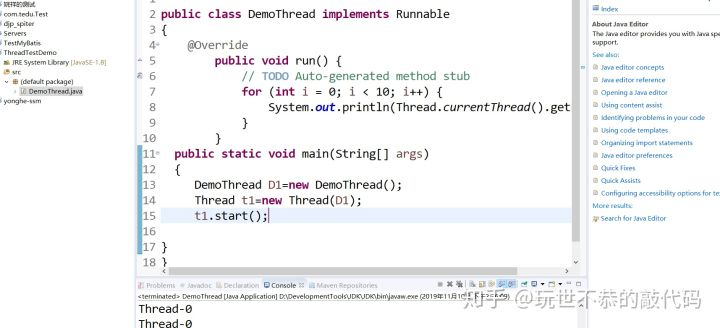 com.tedu.Test
djp_spiter
Servers
TestMyBatis
ThreadTestDemo
JRE System Library [JavaSE-1.8]
src
(default package)
DemoThread.java
yonghe-ssm
2 public class DemoThread implements Runnable
3 {
4 @Override
5 public void run() {
6 // TODO Auto-generated method stub
7 for (int i = 0; i < 10; i++) {
8 System.out.println(Thread.currentThread().get
9 }
10 }
11 public static void main(String[] args)
12 {
13 DemoThread D1=new DemoThread();
14 Thread t1=new Thread(D1);
15 t1.start();
16
17 }
18 }
Index
About Java Editor
The Java editor provides you with Java spe
support.
See also:
Java editor concepts
Java editor reference
Opening a Java editor
Using content assist
Identifying problems in your code
Using code templates
Organizing import statements
Java editor preferences
Quick Fixes
Quick Assists
Configuring accessibility options for te
More results:
Search for Java Editor
Problems Javadoc Declaration Console Maven Repositories
<terminated> DemoThread [Java Application] D:\DevelopmentTools\JDK\JDK\bin\javaw.exe (2019年11月
Thread-0
Thread-0
知乎 @玩世不恭的敲代码